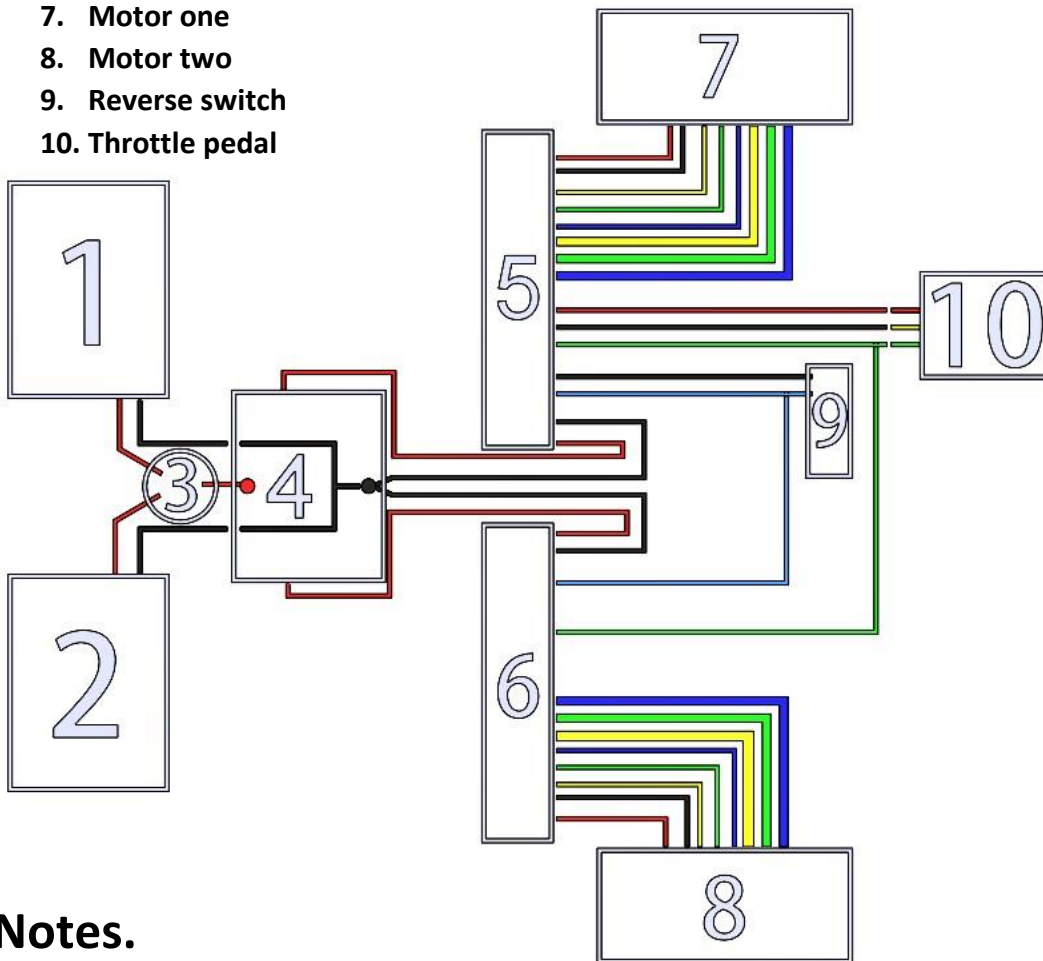 7. Motor one
8. Motor two
9. Reverse switch
10. Throttle pedal
7
1
5
10
9
3
4
2
6
8
Notes.